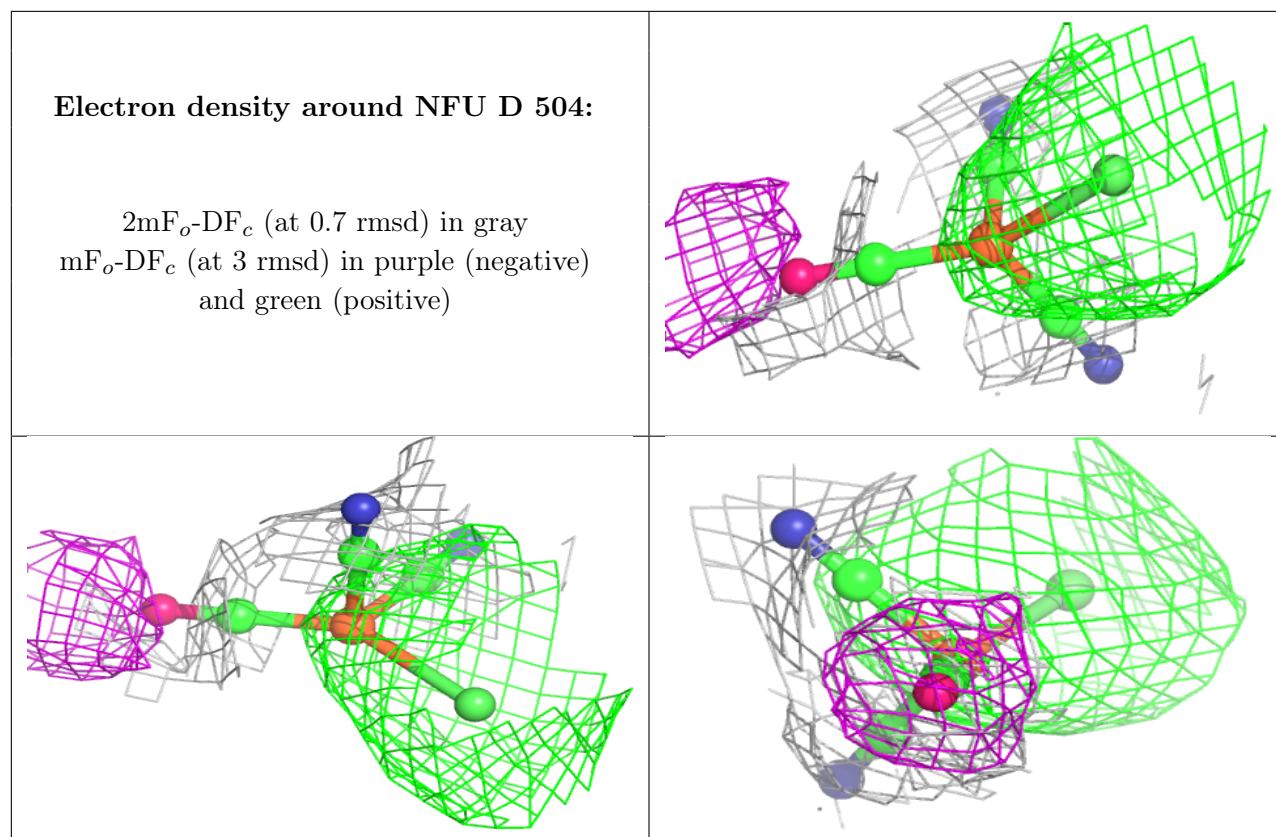 Electron density around NFU D 504:
2mFₒ-DF𝒸 (at 0.7 rmsd) in gray
mFₒ-DF𝒸 (at 3 rmsd) in purple (negative)
and green (positive)